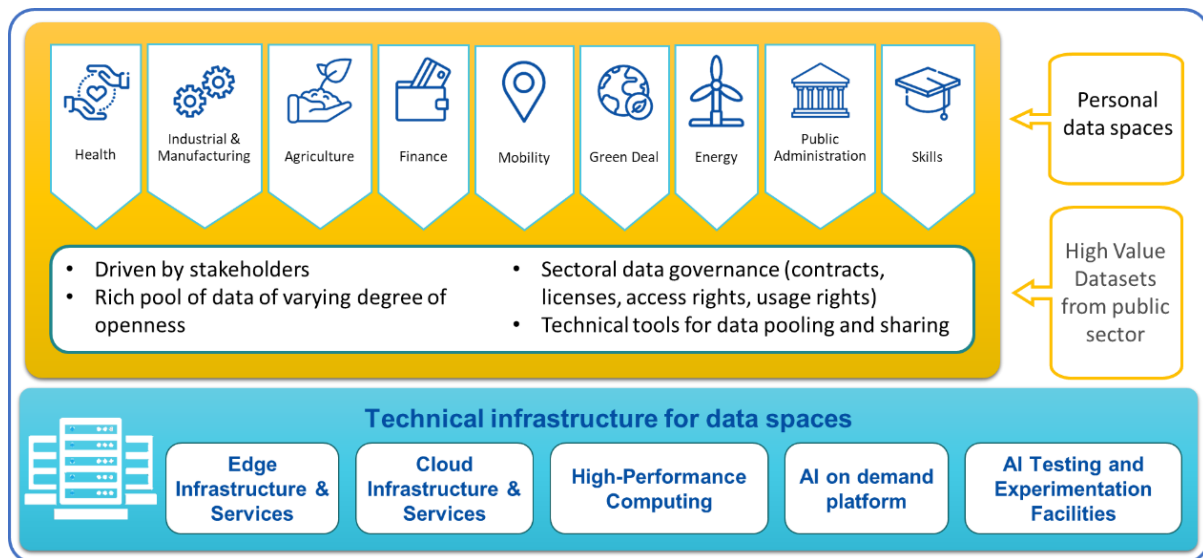 Health
Industrial &
Manufacturing
Agriculture
Finance
Mobility
Green Deal
Energy
Public
Administration
Skills
Personal
data spaces
• Driven by stakeholders
• Rich pool of data of varying degree of
openness
• Sectoral data governance (contracts,
licenses, access rights, usage rights)
• Technical tools for data pooling and sharing
High Value
Datasets
from public
sector
Technical infrastructure for data spaces
Edge
Infrastructure &
Services
Cloud
Infrastructure &
Services
High-Performance
Computing
AI on demand
platform
AI Testing and
Experimentation
Facilities